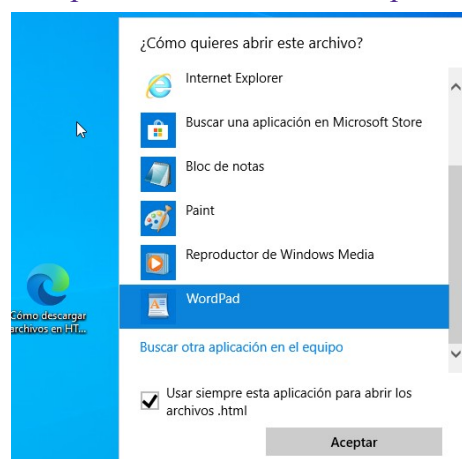 ¿Cómo quieres abrir este archivo?
Internet Explorer
Buscar una aplicación en Microsoft Store
Bloc de notas
Paint
Reproductor de Windows Media
WordPad
Cómo descargar
archivos en HT...
Buscar otra aplicación en el equipo
Usar siempre esta aplicación para abrir los
archivos .html
Aceptar